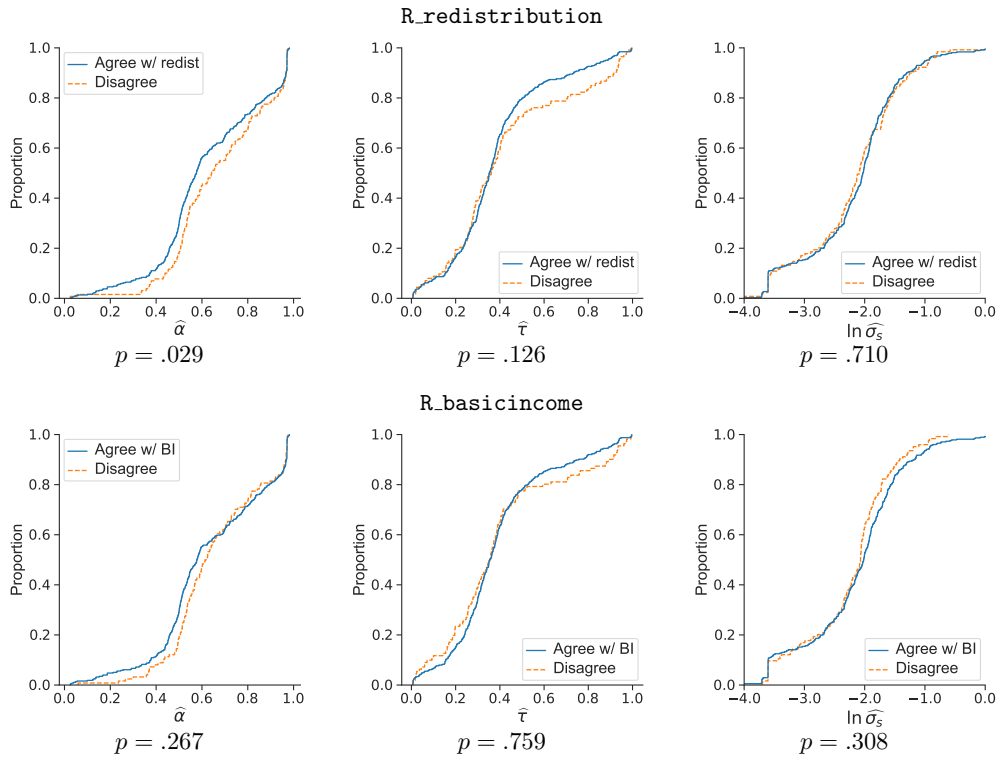 R_redistribution
1.0
0.8
0.6
0.4
0.2
0.0
Proportion
Agree w/ redist
Disagree
0.0 0.2 0.4 0.6 0.8 1.0
α̂
p = .029
1.0
0.8
0.6
0.4
0.2
0.0
Proportion
Agree w/ redist
Disagree
0.0 0.2 0.4 0.6 0.8 1.0
τ̂
p = .126
1.0
0.8
0.6
0.4
0.2
0.0
Proportion
Agree w/ redist
Disagree
−4.0 −3.0 −2.0 −1.0 0.0
ln σ̂ₛ
p = .710
R_basicincome
1.0
0.8
0.6
0.4
0.2
0.0
Proportion
Agree w/ BI
Disagree
0.0 0.2 0.4 0.6 0.8 1.0
α̂
p = .267
1.0
0.8
0.6
0.4
0.2
0.0
Proportion
Agree w/ BI
Disagree
0.0 0.2 0.4 0.6 0.8 1.0
τ̂
p = .759
1.0
0.8
0.6
0.4
0.2
0.0
Proportion
Agree w/ BI
Disagree
−4.0 −3.0 −2.0 −1.0 0.0
ln σ̂ₛ
p = .308